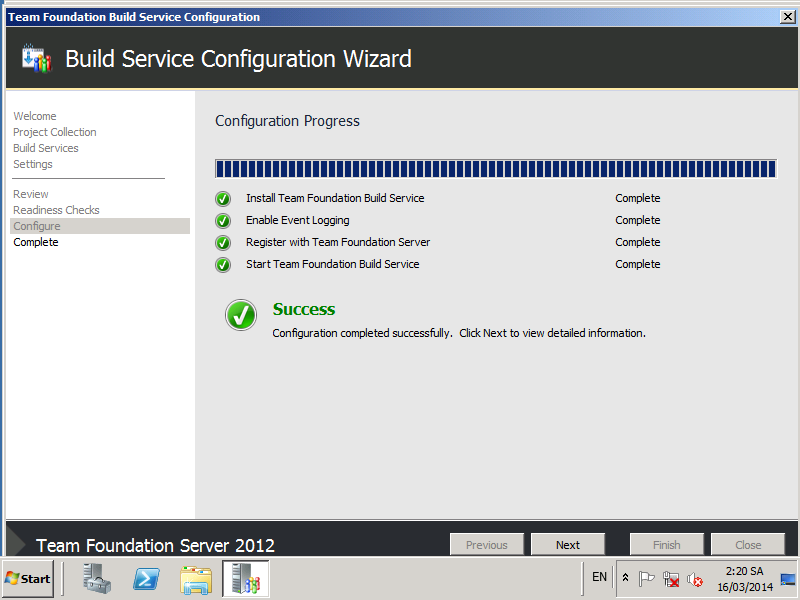 Team Foundation Build Service Configuration
Build Service Configuration Wizard
Welcome
Project Collection
Build Services
Settings
Review
Readiness Checks
Configure
Complete
Configuration Progress
Install Team Foundation Build Service Complete
Enable Event Logging Complete
Register with Team Foundation Server Complete
Start Team Foundation Build Service Complete
Success
Configuration completed successfully. Click Next to view detailed information.
Team Foundation Server 2012
Previous Next Finish Close
Start EN 2:20 SA
16/03/2014